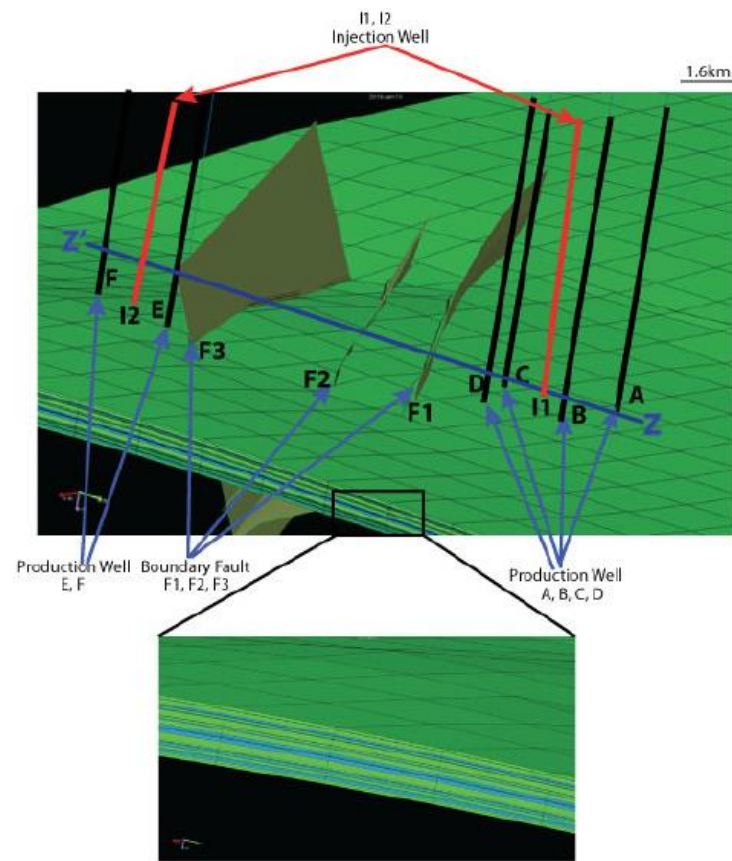 I1, I2
Injection Well
1.6km
Z'
F
I2
E
F3
F2
F1
D
C
I1
B
A
Z
Production Well
E, F
Boundary Fault
F1, F2, F3
Production Well
A, B, C, D